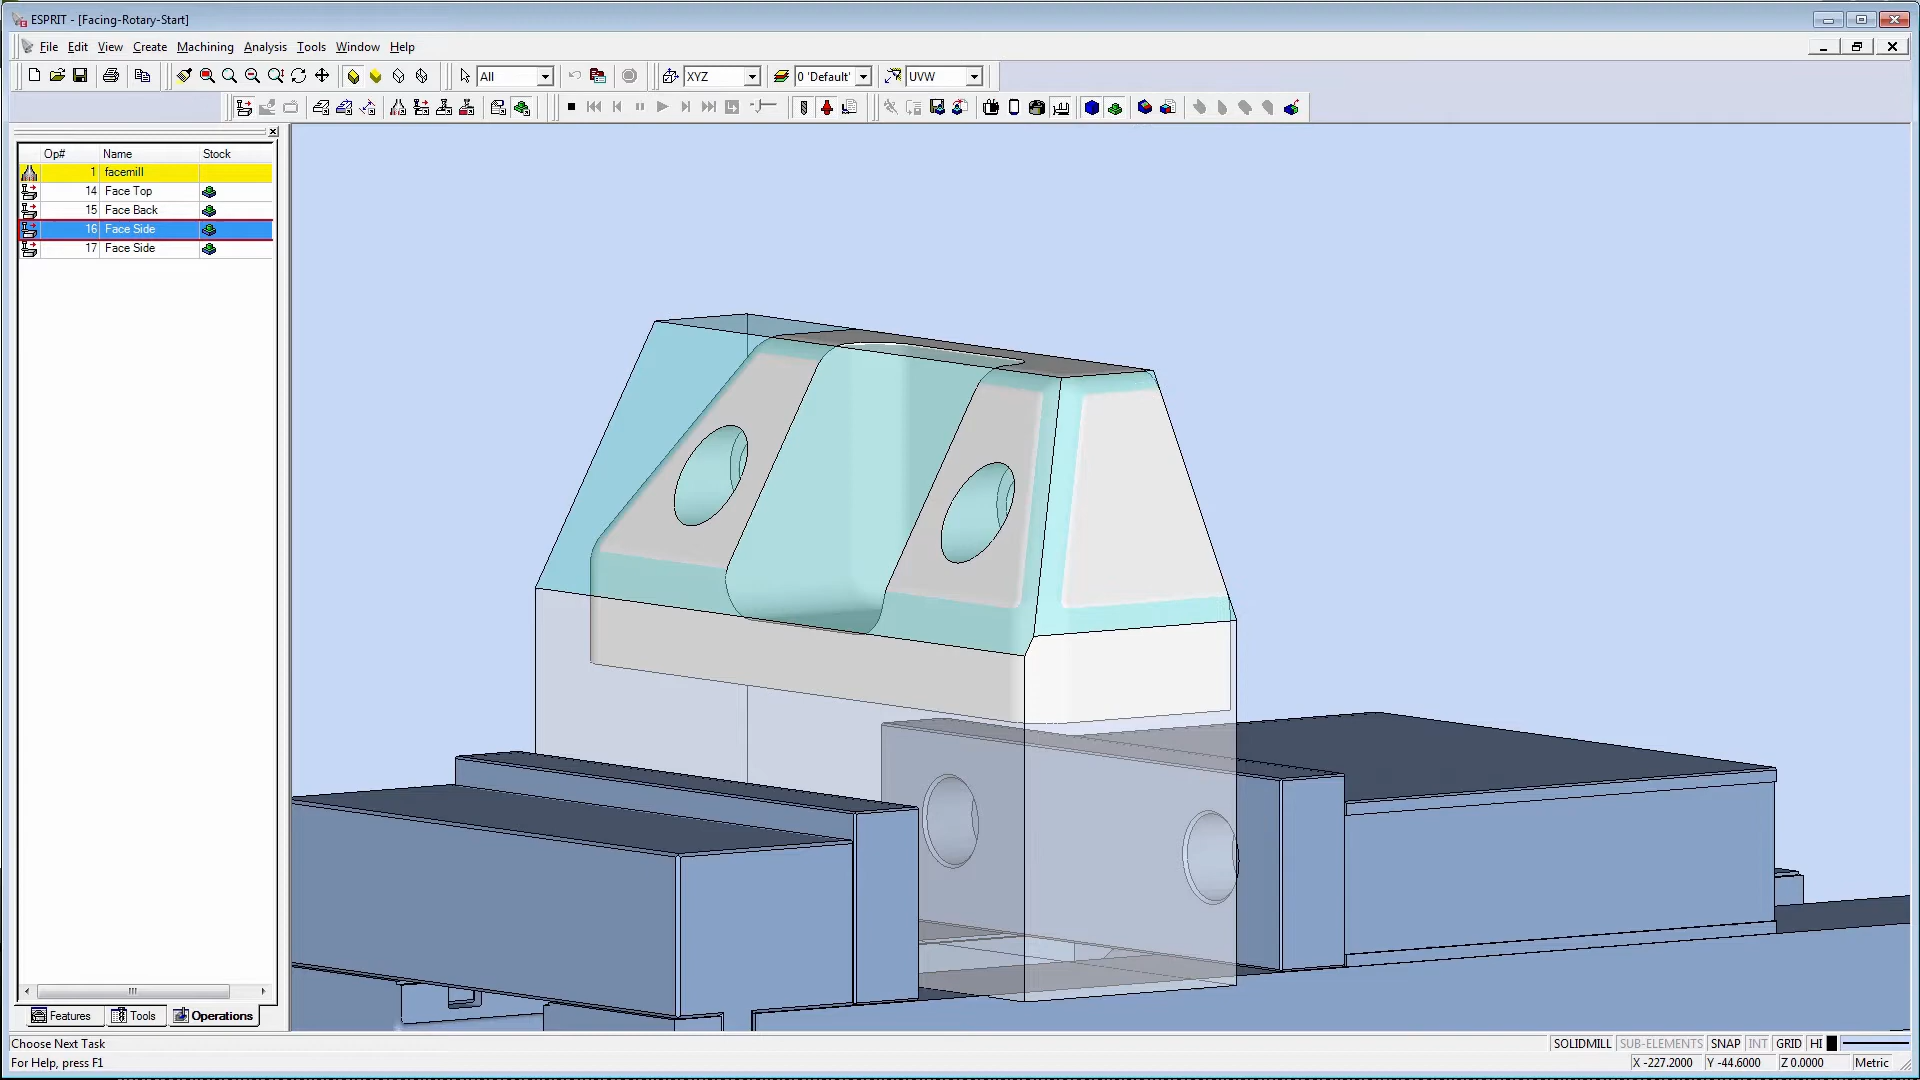 ESPRIT - [Facing-Rotary-Start]
File Edit View Create Machining Analysis Tools Window Help
All XYZ 0 'Default' UVW
Op# Name Stock
1 facemill
14 Face Top
15 Face Back
16 Face Side
17 Face Side
Features Tools Operations
Choose Next Task SOLIDMILL SUB-ELEMENTS SNAP INT GRID HI
For Help, press F1 X -227.2000 Y -44.6000 Z 0.0000 Metric